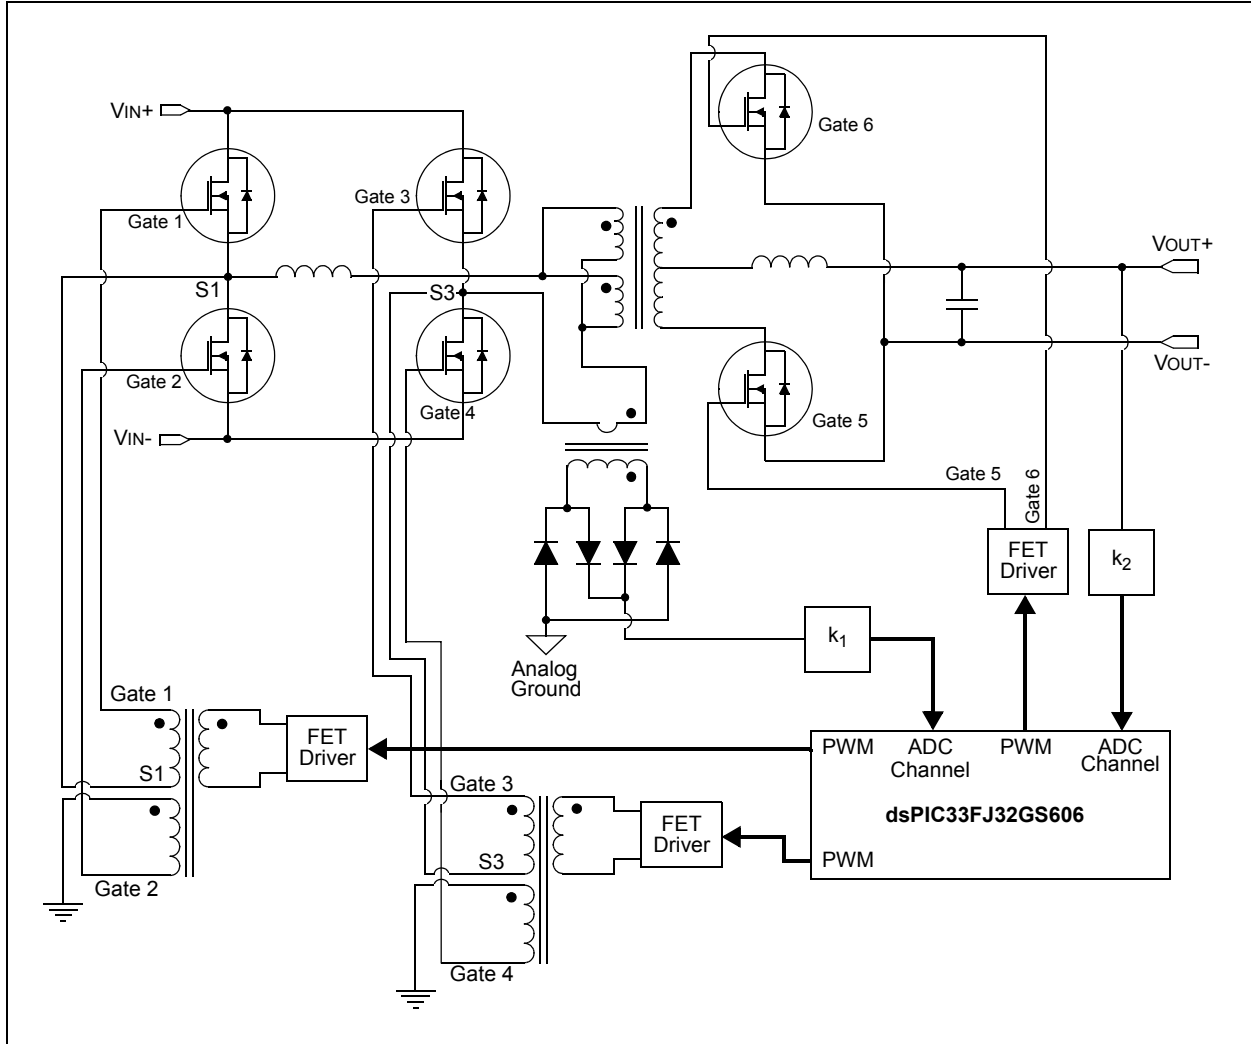 VIN+
Gate 1
Gate 3
Gate 6
S1
S3
VOUT+
VOUT-
Gate 2
Gate 4
Gate 5
VIN-
Gate 5
Gate 6
FET
Driver
k2
k1
Analog
Ground
Gate 1
S1
Gate 2
FET
Driver
PWM
ADC
Channel
PWM
ADC
Channel
dsPIC33FJ32GS606
PWM
Gate 3
S3
Gate 4
FET
Driver